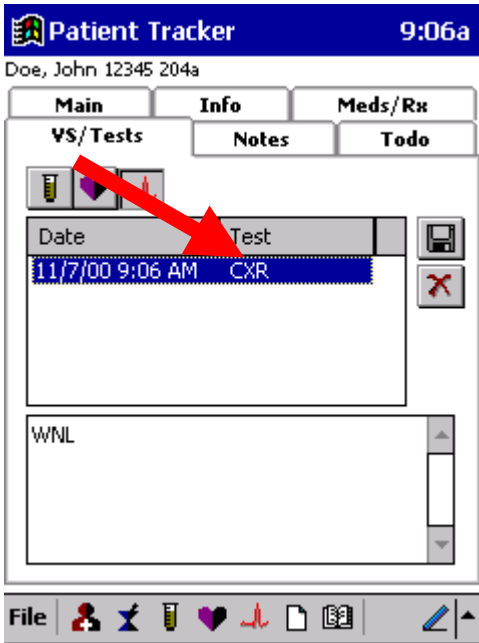 Patient Tracker 9:06a
Doe, John 12345 204a
Main Info Meds/Rx
VS/Tests Notes Todo
Date Test
11/7/00 9:06 AM CXR
WNL
File